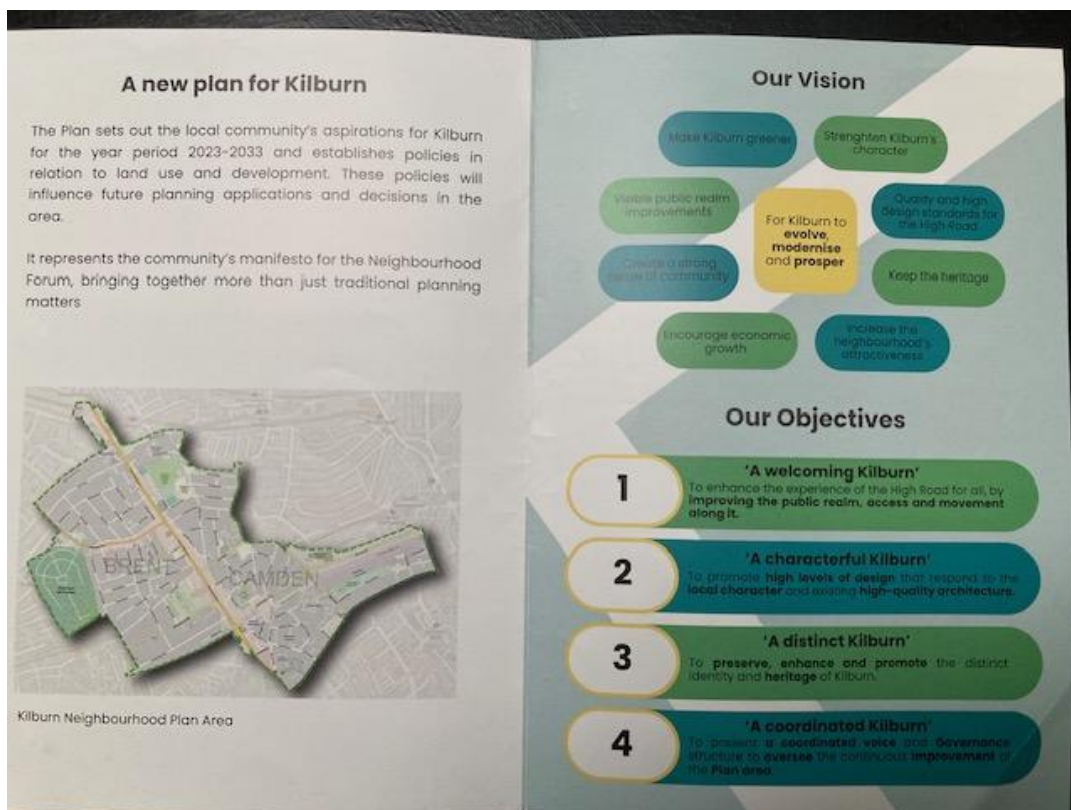 A new plan for Kilburn
The Plan sets out the local community's aspirations for Kilburn
for the year period 2023-2033 and establishes policies in
relation to land use and development. These policies will
influence future planning applications and decisions in the
area.
It represents the community's manifesto for the Neighbourhood
Forum, bringing together more than just traditional planning
matters
BRENT
CAMDEN
Kilburn Neighbourhood Plan Area
Our Vision
Make Kilburn greener
Strenghten Kilburn's
character
Viable public realm
improvements
Quality and high
design standards for
the High Road
For Kilburn to
evolve,
modernise
and prosper
Create a strong
sense of community
Keep the heritage
Encourage economic
growth
Increase the
neighbourhood's
attractiveness
Our Objectives
1
'A welcoming Kilburn'
To enhance the experience of the High Road for all, by
improving the public realm, access and movement
along it.
2
'A characterful Kilburn'
To promote high levels of design that respond to the
local character and existing high-quality architecture.
3
'A distinct Kilburn'
To preserve, enhance and promote the distinct
identity and heritage of Kilburn.
4
'A coordinated Kilburn'
To present a coordinated voice and Governance
structure to oversee the continuous improvement of
the Plan area.